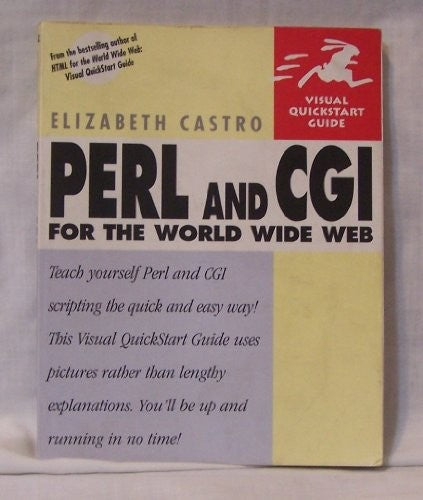 From the bestselling author of
HTML for the World Wide Web:
Visual QuickStart Guide
VISUAL
QUICKSTART
GUIDE
ELIZABETH CASTRO
PERL AND CGI
FOR THE WORLD WIDE WEB
Teach yourself Perl and CGI
scripting the quick and easy way!
This Visual QuickStart Guide uses
pictures rather than lengthy
explanations. You'll be up and
running in no time!